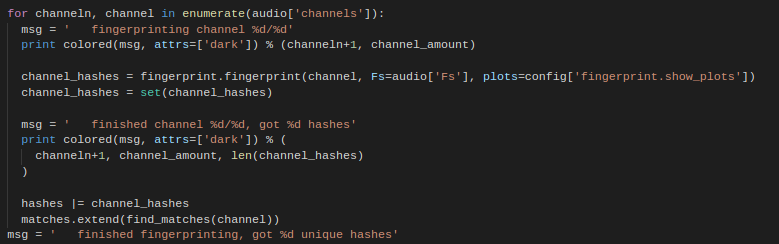 for channeln, channel in enumerate(audio['channels']):
  msg = '   fingerprinting channel %d/%d'
  print colored(msg, attrs=['dark']) % (channeln+1, channel_amount)

  channel_hashes = fingerprint.fingerprint(channel, Fs=audio['Fs'], plots=config['fingerprint.show_plots'])
  channel_hashes = set(channel_hashes)

  msg = '   finished channel %d/%d, got %d hashes'
  print colored(msg, attrs=['dark']) % (
    channeln+1, channel_amount, len(channel_hashes)
  )

  hashes |= channel_hashes
  matches.extend(find_matches(channel))
msg = '   finished fingerprinting, got %d unique hashes'